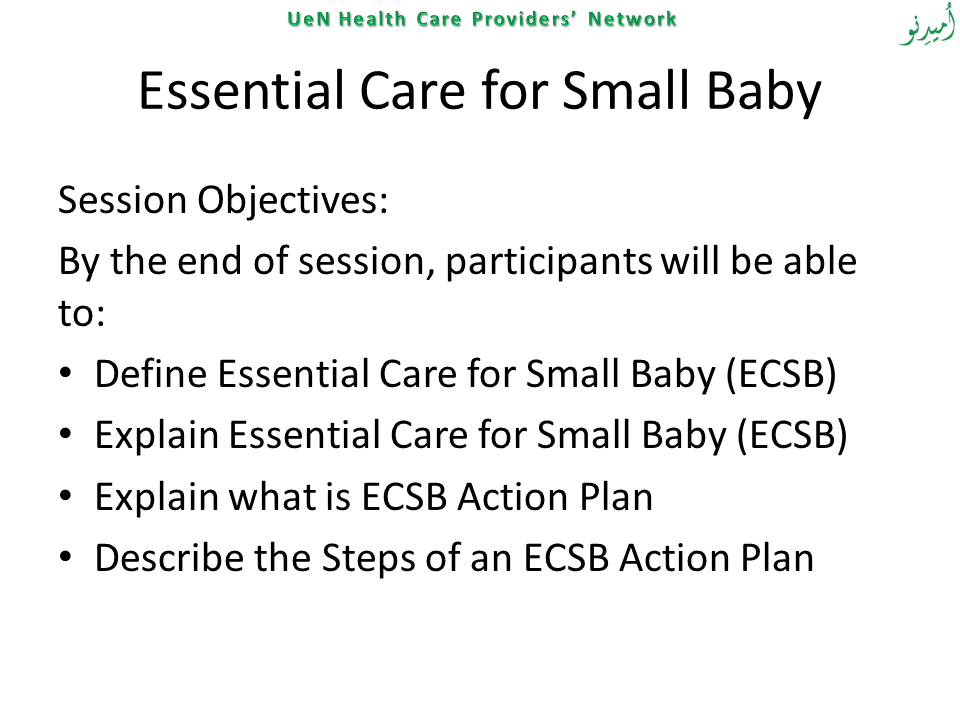 UeN Health Care Providers’ Network
اُمیدِنو
Essential Care for Small Baby
Session Objectives:
By the end of session, participants will be able
to:
• Define Essential Care for Small Baby (ECSB)
• Explain Essential Care for Small Baby (ECSB)
• Explain what is ECSB Action Plan
• Describe the Steps of an ECSB Action Plan